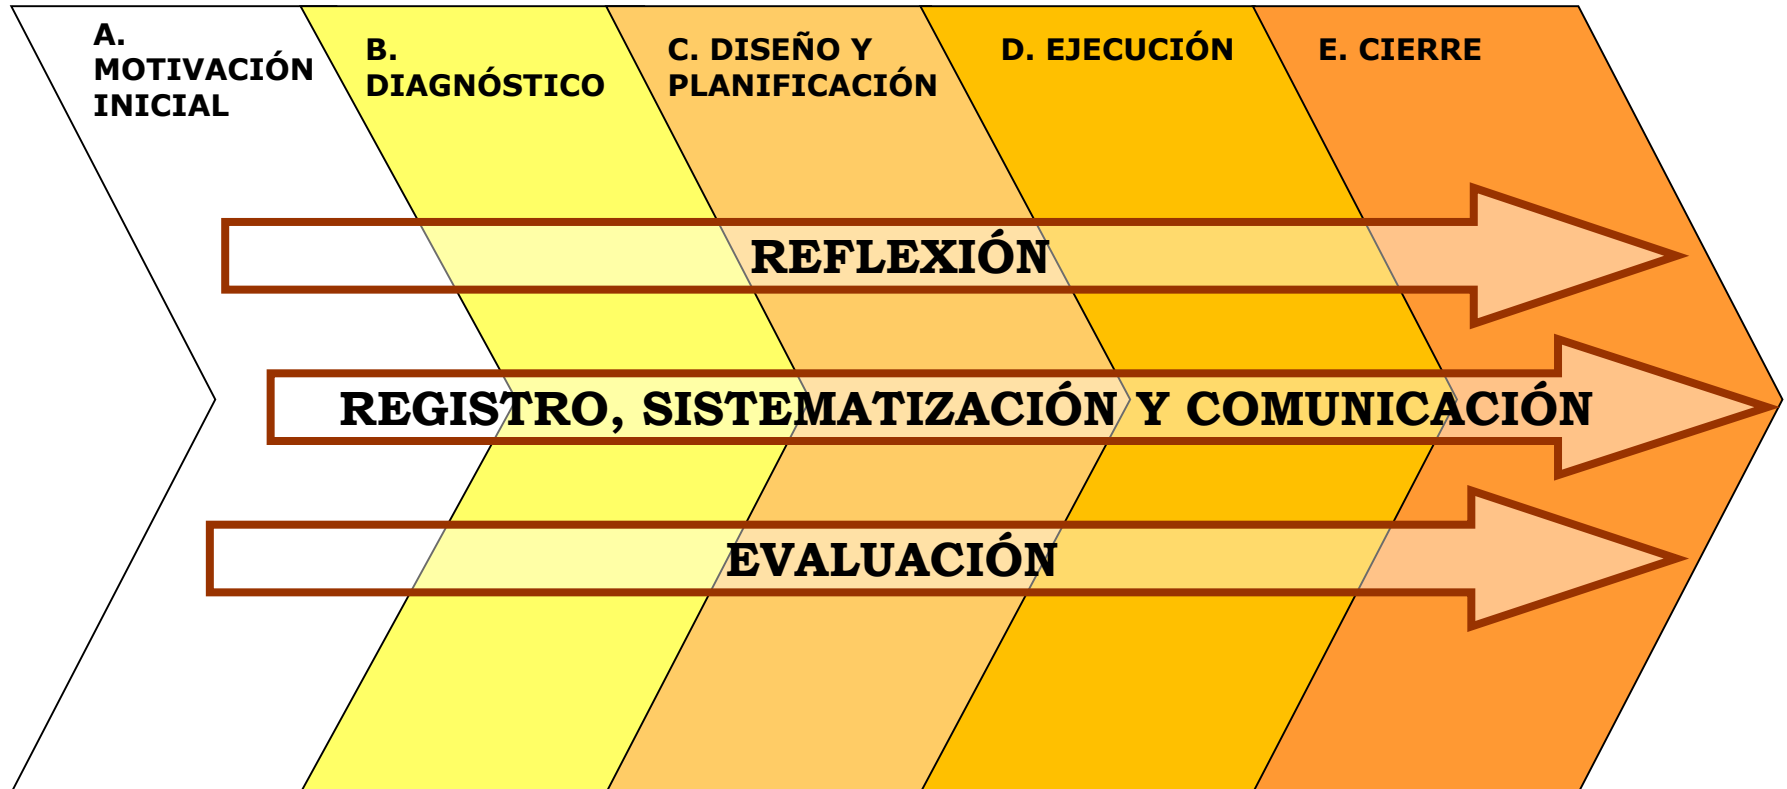 A.
MOTIVACIÓN
INICIAL
B.
DIAGNÓSTICO
C. DISEÑO Y
PLANIFICACIÓN
D. EJECUCIÓN
E. CIERRE
REFLEXIÓN
REGISTRO, SISTEMATIZACIÓN Y COMUNICACIÓN
EVALUACIÓN